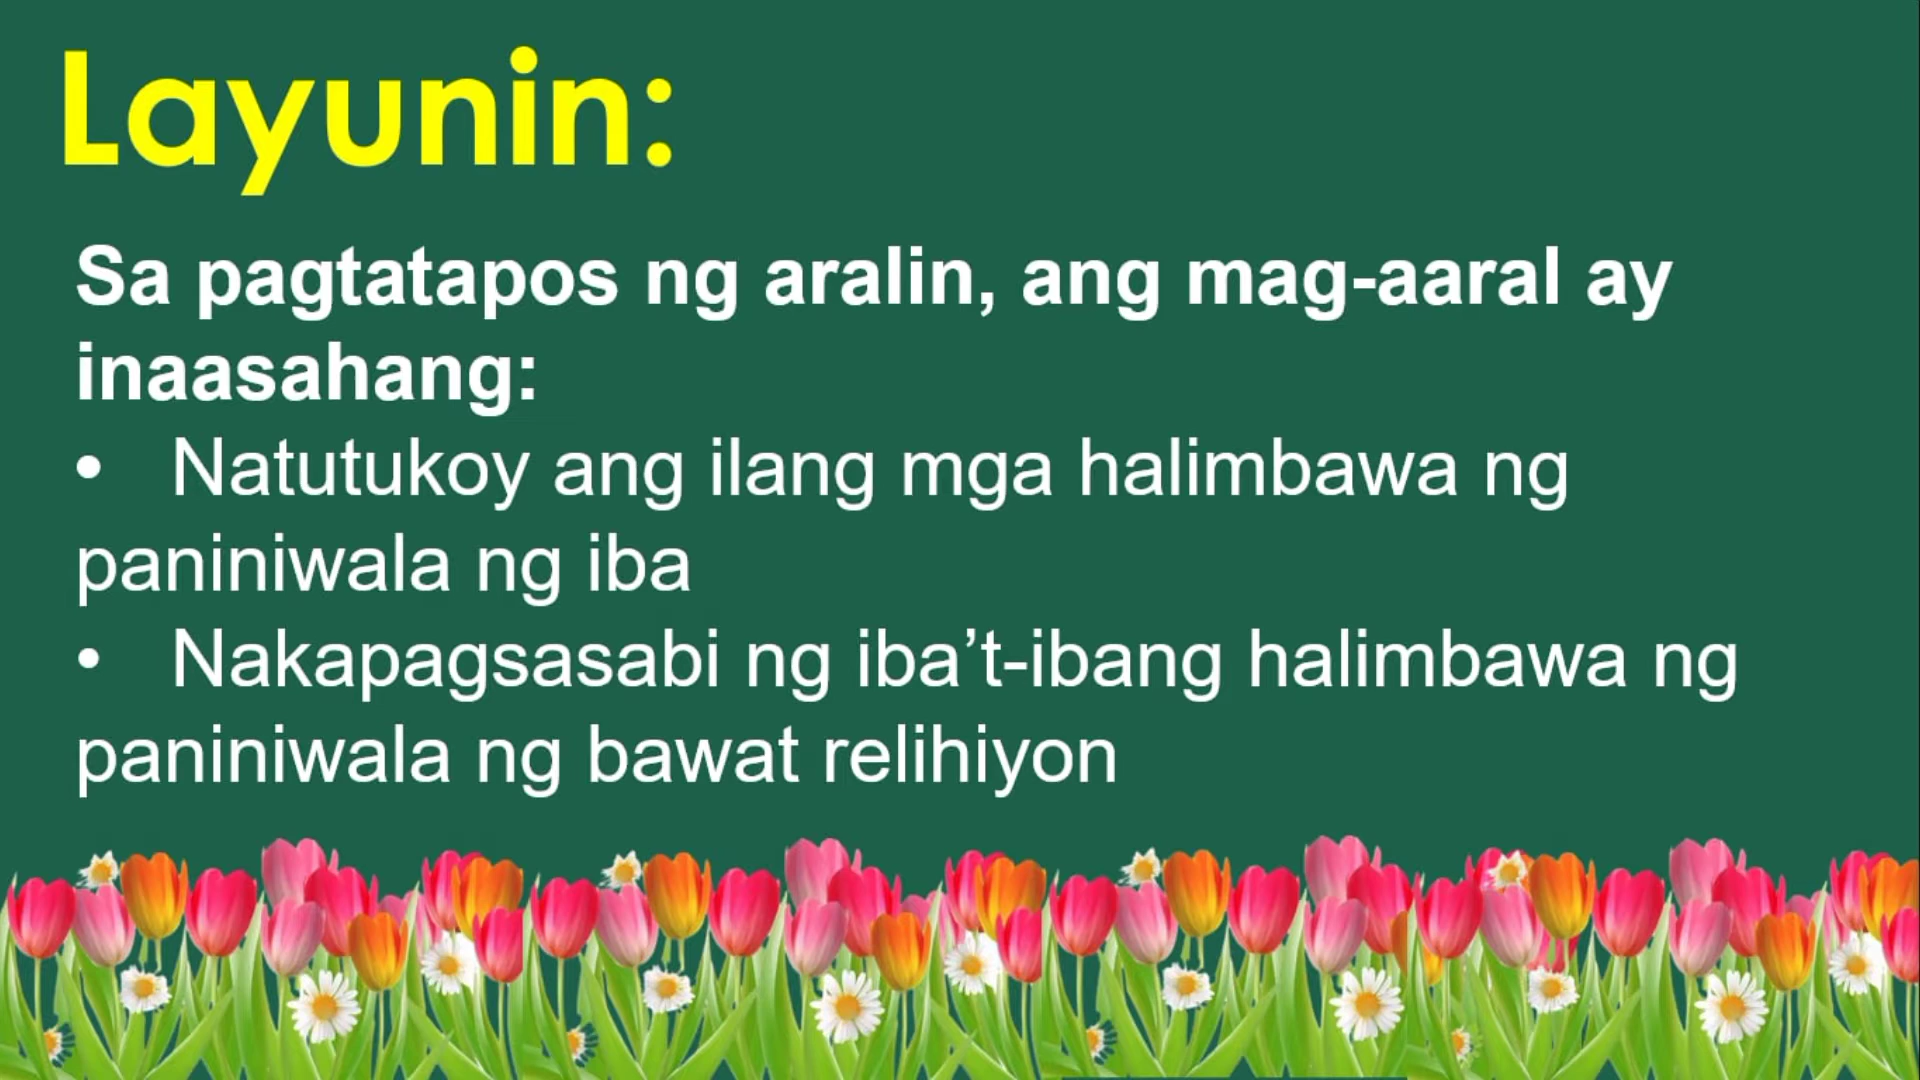 Layunin:
Sa pagtatapos ng aralin, ang mag-aaral ay
inaasahang:
• Natutukoy ang ilang mga halimbawa ng
paniniwala ng iba
• Nakapagsasabi ng iba’t-ibang halimbawa ng
paniniwala ng bawat relihiyon